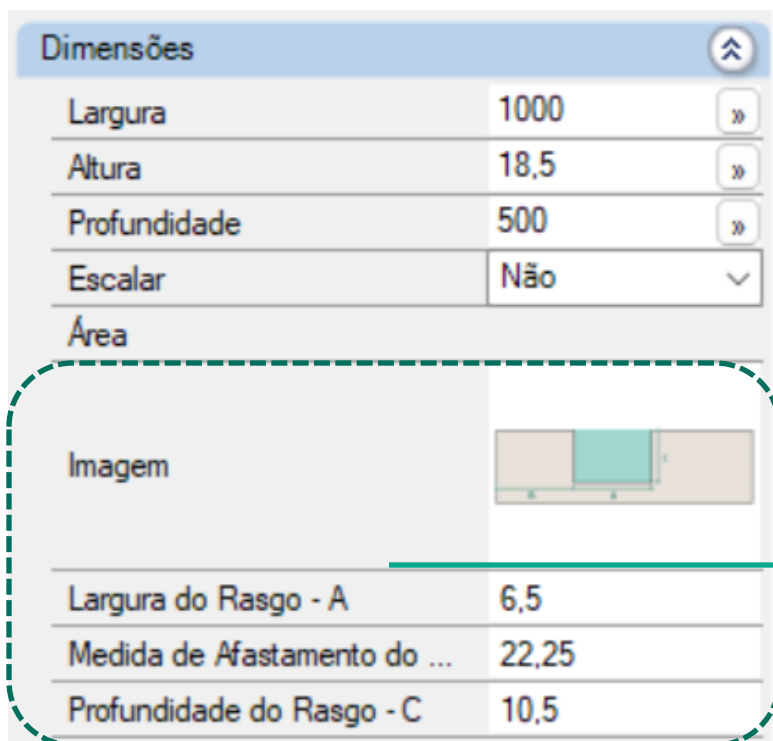 Dimensões
Largura 1000 »
Altura 18,5 »
Profundidade 500 »
Escalar Não
Área
Imagem
Largura do Rasgo - A 6,5
Medida de Afastamento do ... 22,25
Profundidade do Rasgo - C 10,5